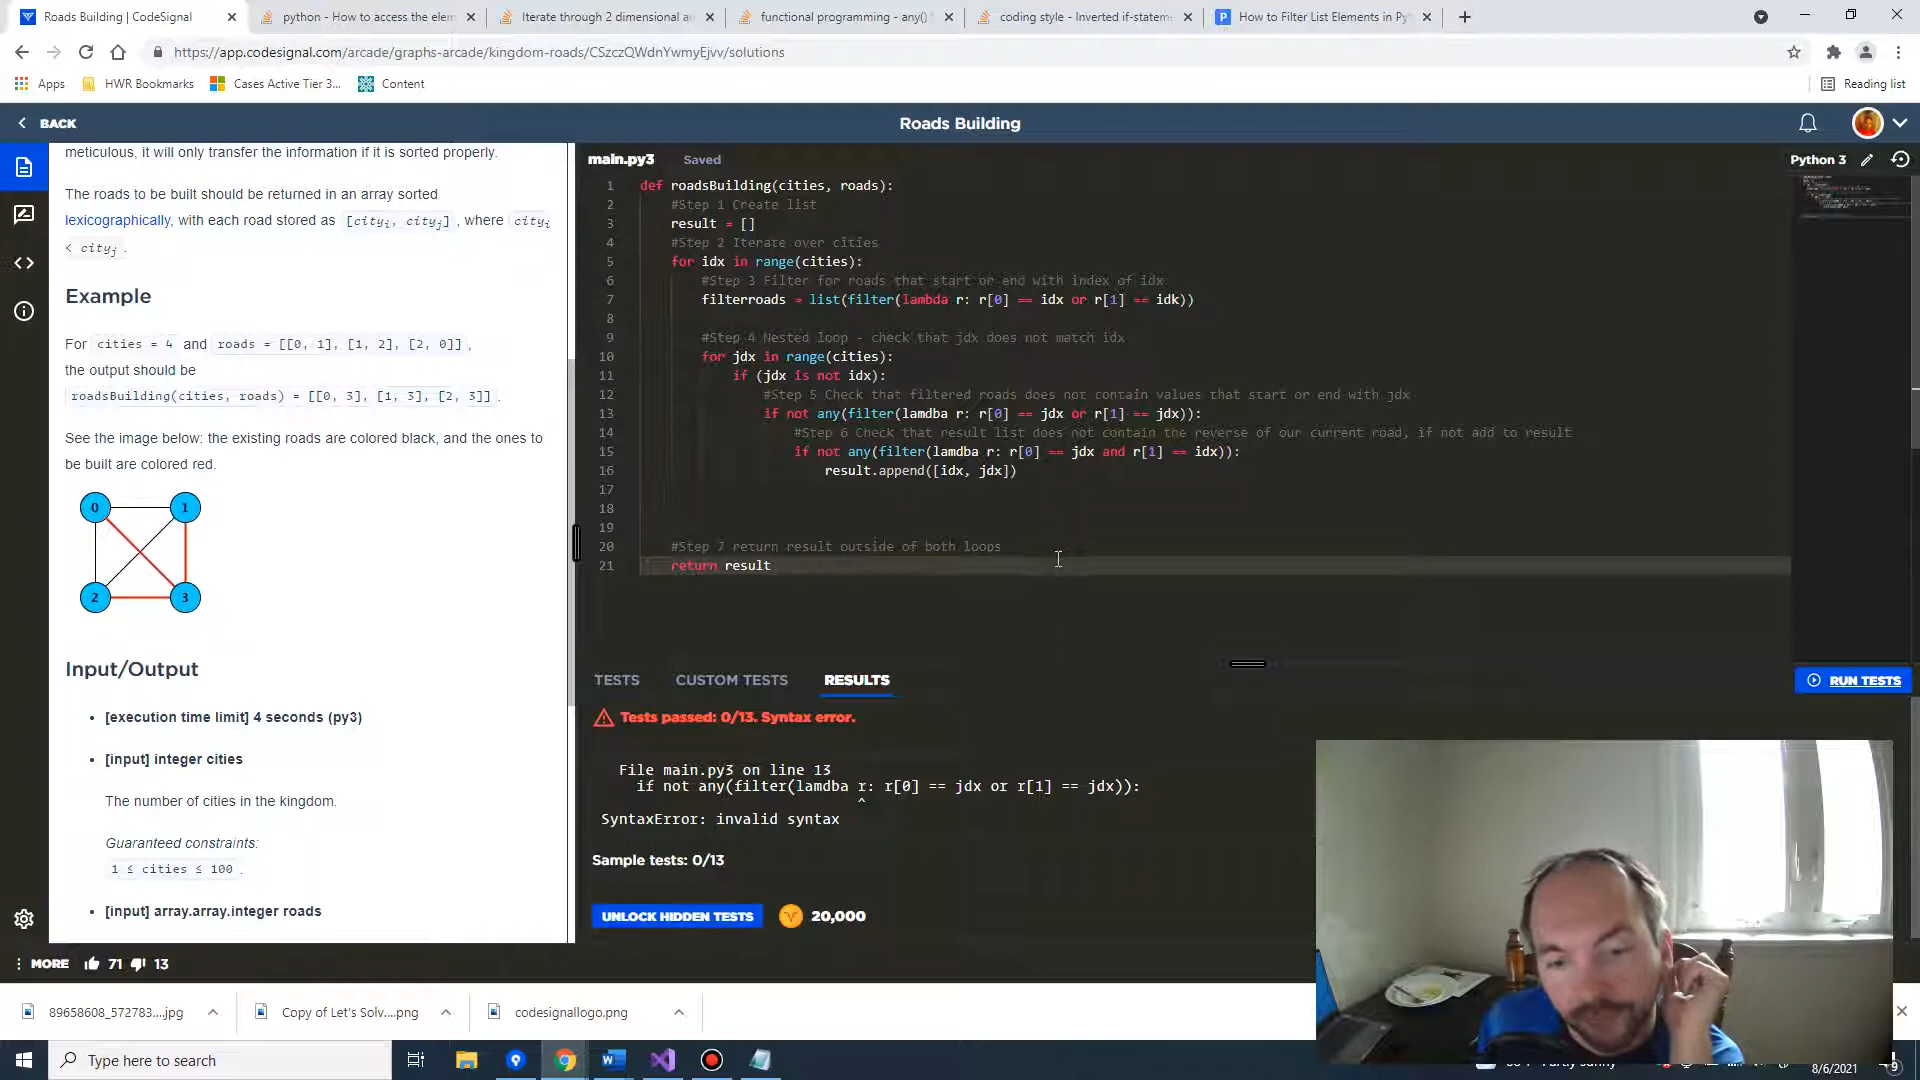 Roads Building | CodeSignal
python - How to access the elem
Iterate through 2 dimensional a
functional programming - any()
coding style - Inverted if-statem
How to Filter List Elements in Py
https://app.codesignal.com/arcade/graphs-arcade/kingdom-roads/CSzczQWdnYwmyEjvv/solutions
Apps
HWR Bookmarks
Cases Active Tier 3...
Content
Reading list
BACK
Roads Building
meticulous, it will only transfer the information if it is sorted properly.
The roads to be built should be returned in an array sorted
lexicographically, with each road stored as [cityi, cityj], where cityi
< cityj.
Example
For cities = 4 and roads = [[0, 1], [1, 2], [2, 0]],
the output should be
roadsBuilding(cities, roads) = [[0, 3], [1, 3], [2, 3]].
See the image below: the existing roads are colored black, and the ones to
be built are colored red.
0 1
2 3
Input/Output
• [execution time limit] 4 seconds (py3)
• [input] integer cities
The number of cities in the kingdom.
Guaranteed constraints:
1 ≤ cities ≤ 100.
• [input] array.array.integer roads
MORE 71 13
main.py3 Saved
Python 3
1 def roadsBuilding(cities, roads):
2 #Step 1 Create list
3 result = []
4 #Step 2 Iterate over cities
5 for idx in range(cities):
6 #Step 3 Filter for roads that start or end with index of idx
7 filterroads = list(filter(lambda r: r[0] == idx or r[1] == idk))
8
9 #Step 4 Nested loop - check that jdx does not match idx
10 for jdx in range(cities):
11 if (jdx is not idx):
12 #Step 5 Check that filtered roads does not contain values that start or end with jdx
13 if not any(filter(lamdba r: r[0] == jdx or r[1] == jdx)):
14 #Step 6 Check that result list does not contain the reverse of our current road, if not add to result
15 if not any(filter(lamdba r: r[0] == jdx and r[1] == idx)):
16 result.append([idx, jdx])
17
18
19
20 #Step 7 return result outside of both loops
21 return result
TESTS CUSTOM TESTS RESULTS
RUN TESTS
Tests passed: 0/13. Syntax error.
File main.py3 on line 13
if not any(filter(lamdba r: r[0] == jdx or r[1] == jdx)):
^
SyntaxError: invalid syntax
Sample tests: 0/13
UNLOCK HIDDEN TESTS 20,000
89658608_572783....jpg
Copy of Let's Solv....png
codesignallogo.png
Type here to search
8/6/2021
9